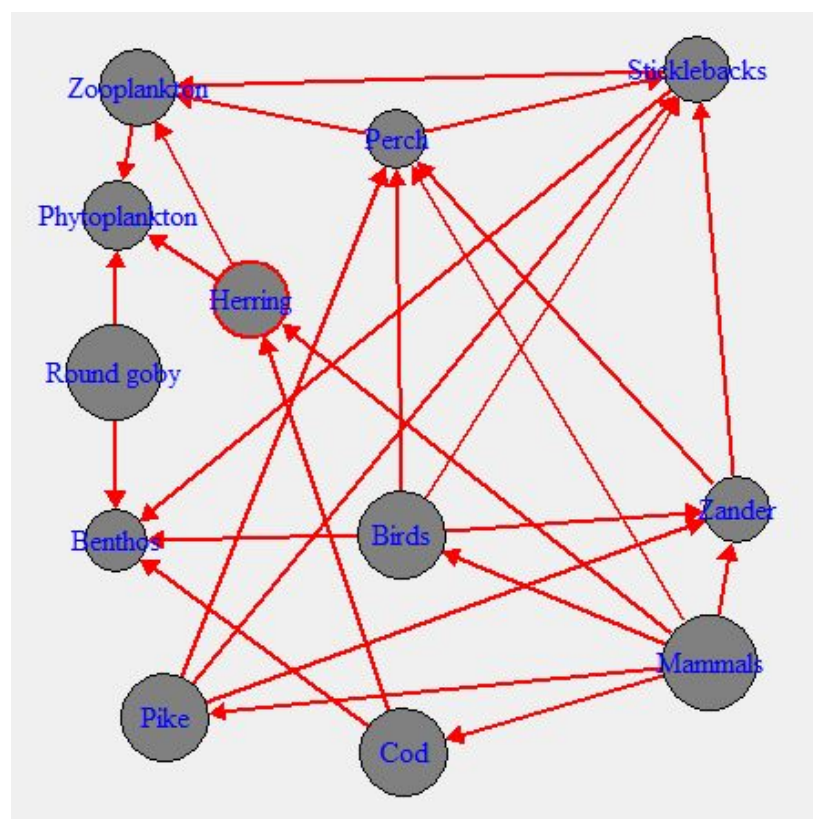 Zooplankton
Sticklebacks
Perch
Phytoplankton
Herring
Round goby
Benthos
Birds
Zander
Mammals
Pike
Cod